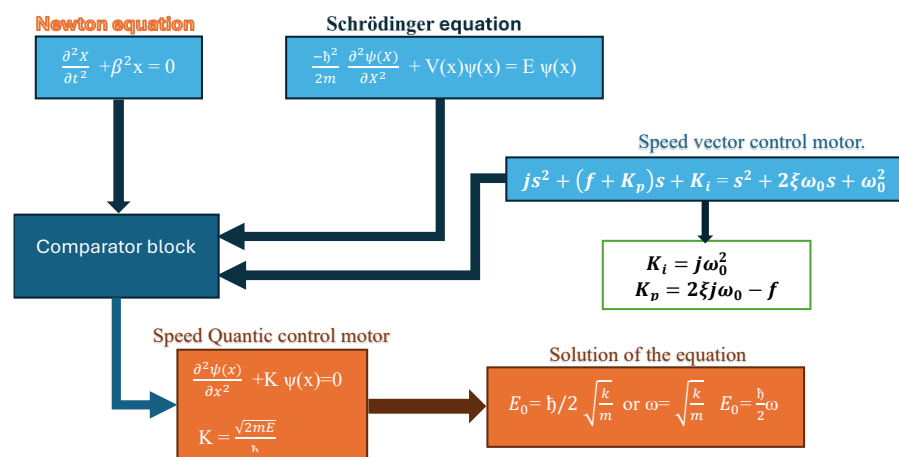 Newton equation
∂²X/∂t² +β²x = 0
Schrödinger equation
−ℏ²/2m ∂²ψ(X)/∂X² + V(x)ψ(x) = E ψ(x)
Speed vector control motor.
js² + (f + Kₚ)s + Kᵢ = s² + 2ξω₀s + ω₀²
Comparator block
Kᵢ = jω₀²
Kₚ = 2ξjω₀ − f
Speed Quantic control motor
∂²ψ(x)/∂x² +K ψ(x)=0
K = √2mE/ℏ
Solution of the equation
E₀= ℏ/2 √k/m or ω= √k/m E₀= ℏ/2 ω